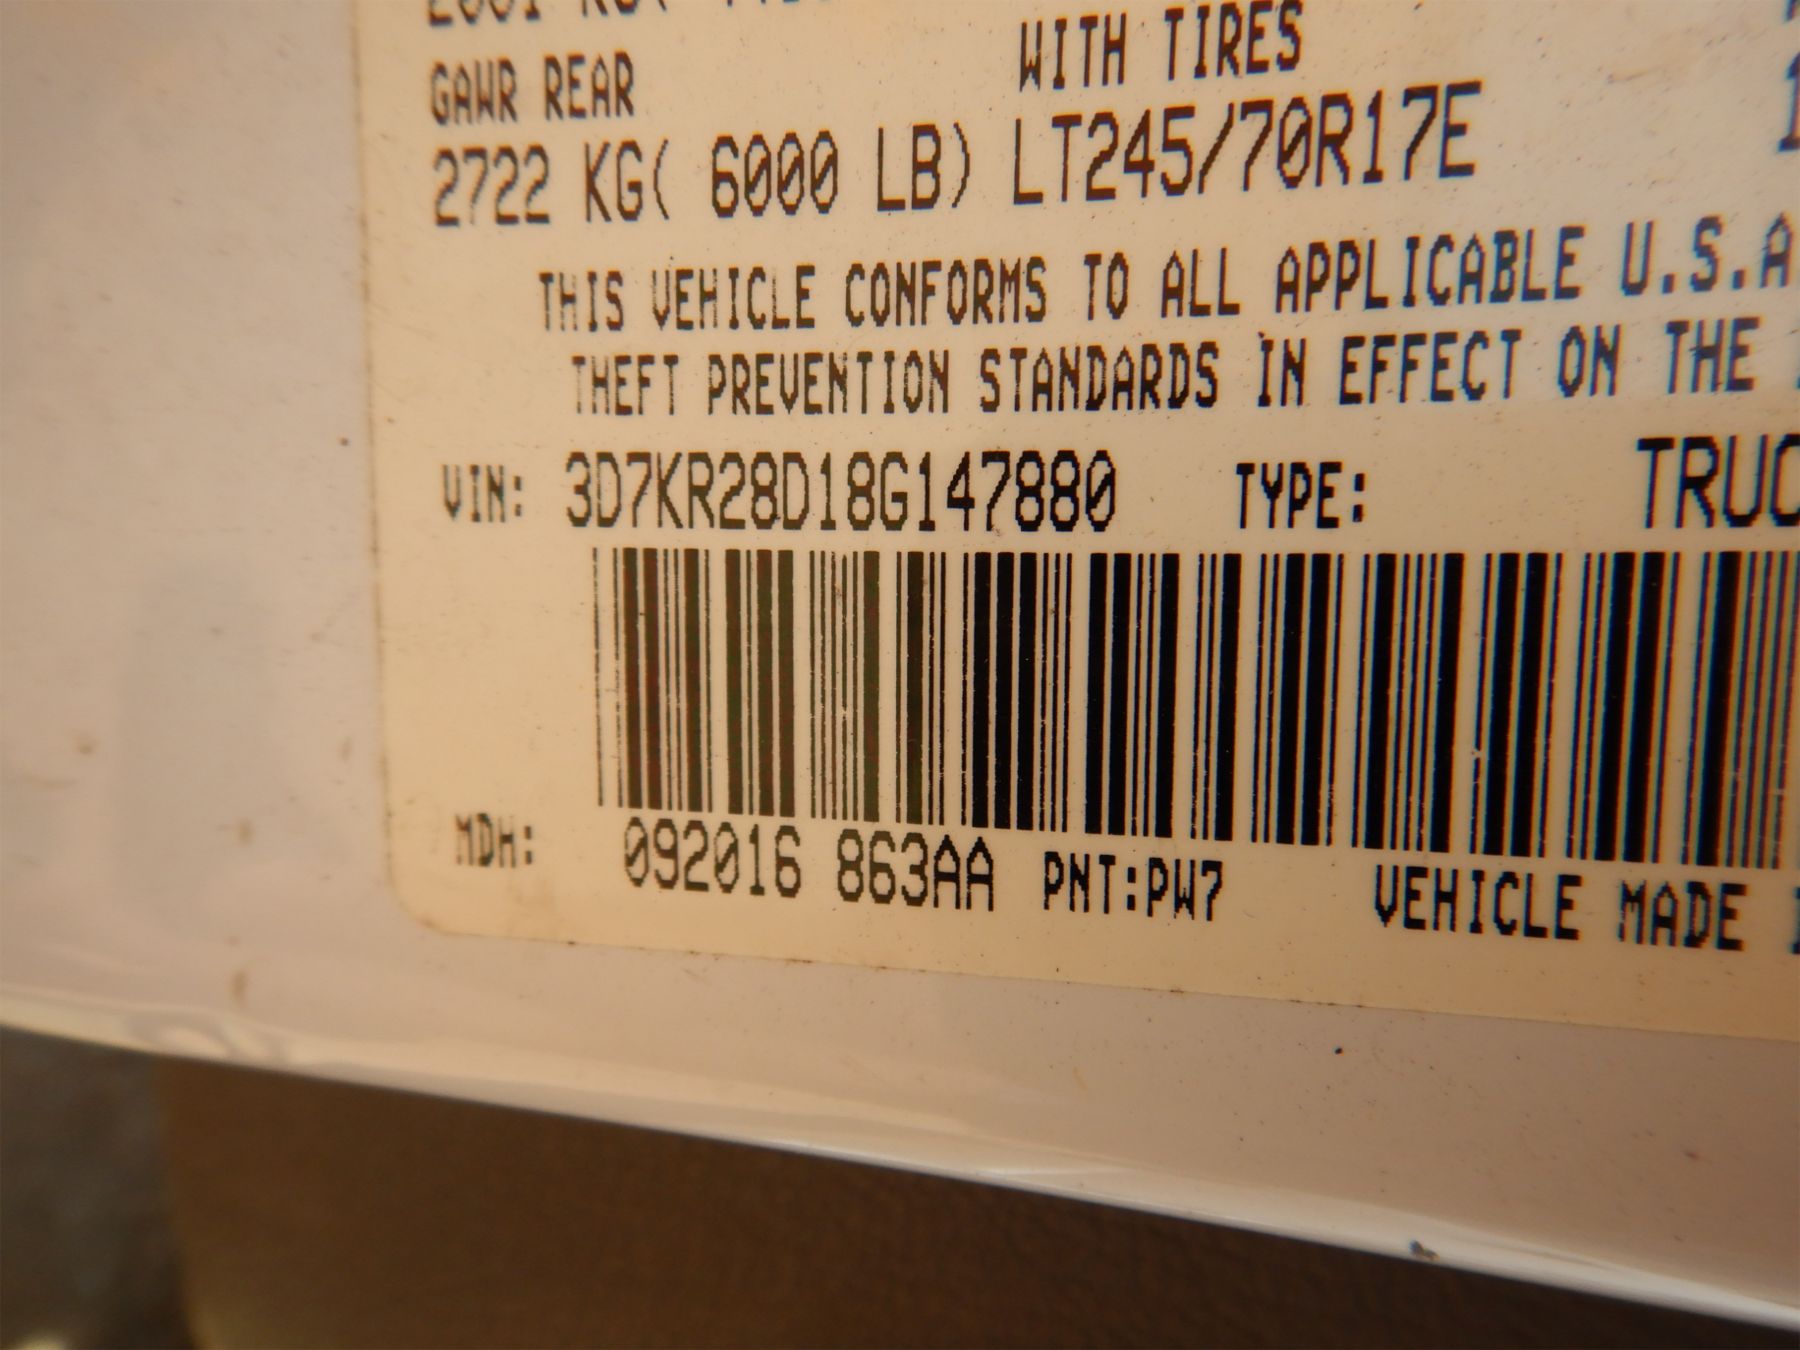 GAWR REAR WITH TIRES
2722 KG( 6000 LB) LT245/70R17E
THIS VEHICLE CONFORMS TO ALL APPLICABLE U.S.A
THEFT PREVENTION STANDARDS IN EFFECT ON THE
VIN: 3D7KR28D18G147880 TYPE: TRUC
MDH: 092016 863AA PNT:PW7 VEHICLE MADE